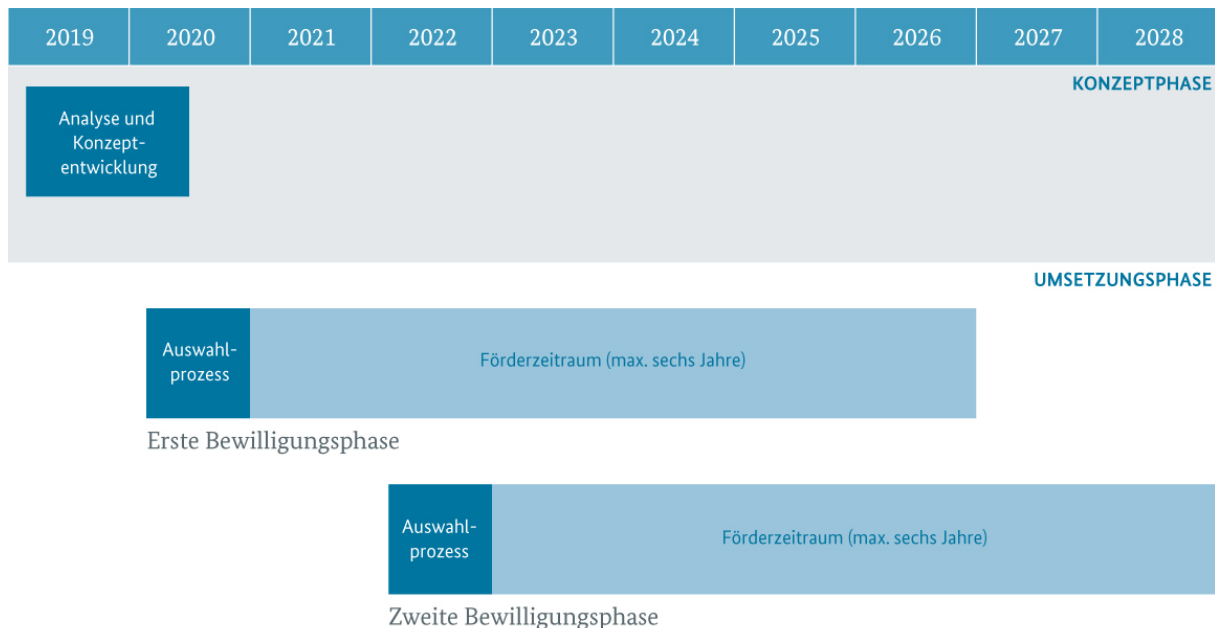 2019 2020 2021 2022 2023 2024 2025 2026 2027 2028
KONZEPTPHASE
Analyse und
Konzept-
entwicklung
UMSETZUNGSPHASE
Auswahl-
prozess
Förderzeitraum (max. sechs Jahre)
Erste Bewilligungsphase
Auswahl-
prozess
Förderzeitraum (max. sechs Jahre)
Zweite Bewilligungsphase